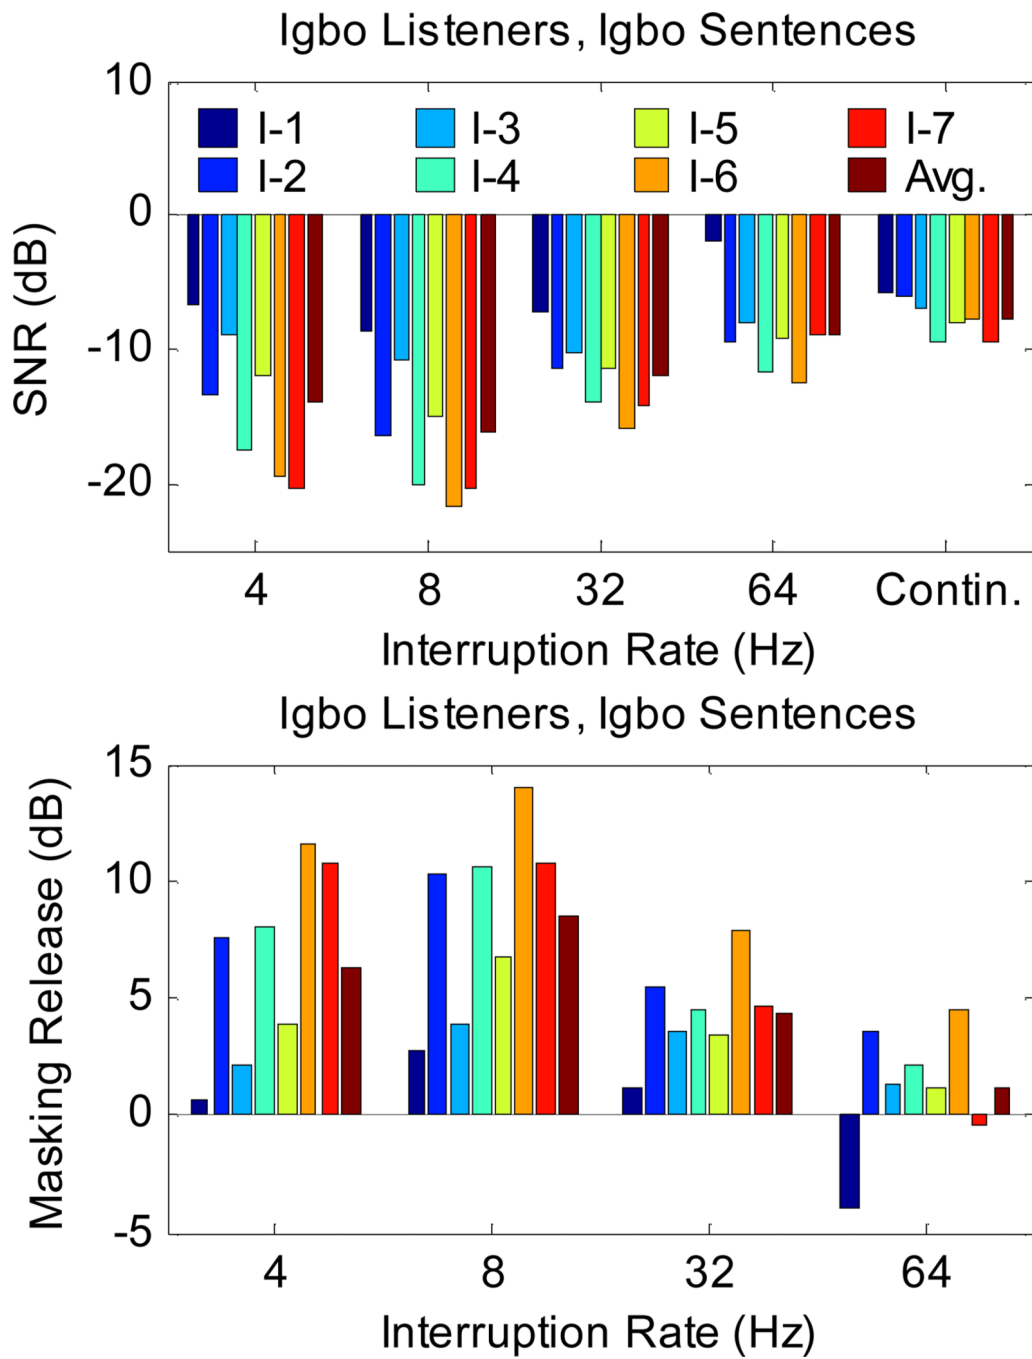 Igbo Listeners, Igbo Sentences
10
I-1 I-3 I-5 I-7
I-2 I-4 I-6 Avg.
0
-10
-20
SNR (dB)
4 8 32 64 Contin.
Interruption Rate (Hz)
Igbo Listeners, Igbo Sentences
15
10
5
0
-5
Masking Release (dB)
4 8 32 64
Interruption Rate (Hz)